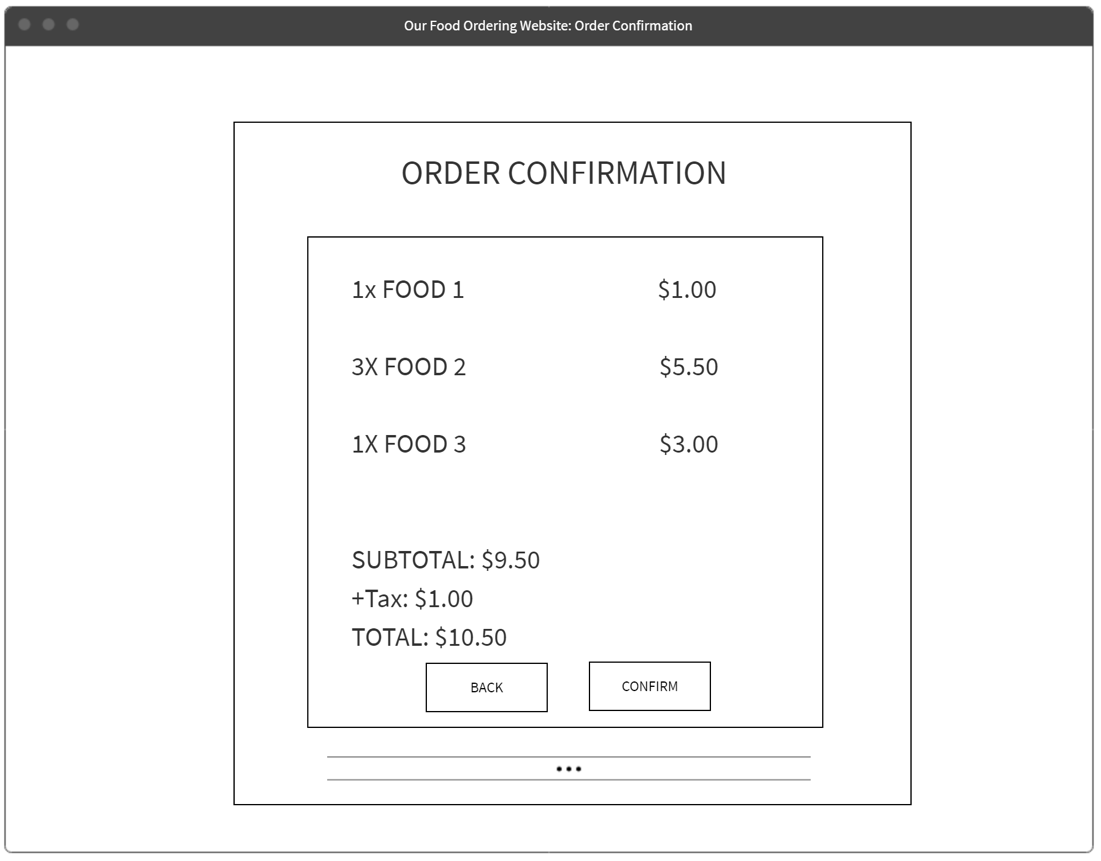 Our Food Ordering Website: Order Confirmation
ORDER CONFIRMATION
1x FOOD 1 $1.00
3X FOOD 2 $5.50
1X FOOD 3 $3.00
SUBTOTAL: $9.50
+Tax: $1.00
TOTAL: $10.50
BACK CONFIRM